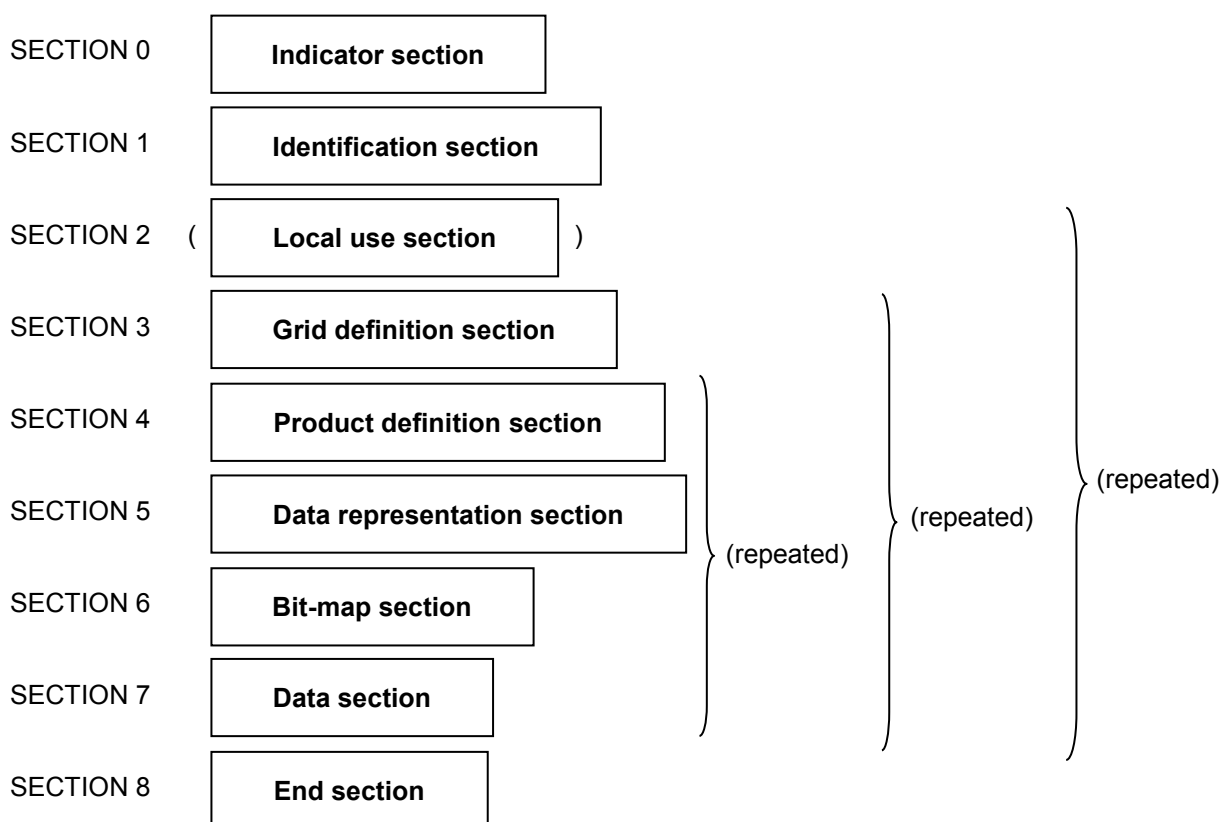 SECTION 0 Indicator section
SECTION 1 Identification section
SECTION 2 ( Local use section )
SECTION 3 Grid definition section
SECTION 4 Product definition section
(repeated)
SECTION 5 Data representation section
(repeated)
(repeated)
SECTION 6 Bit-map section
SECTION 7 Data section
SECTION 8 End section